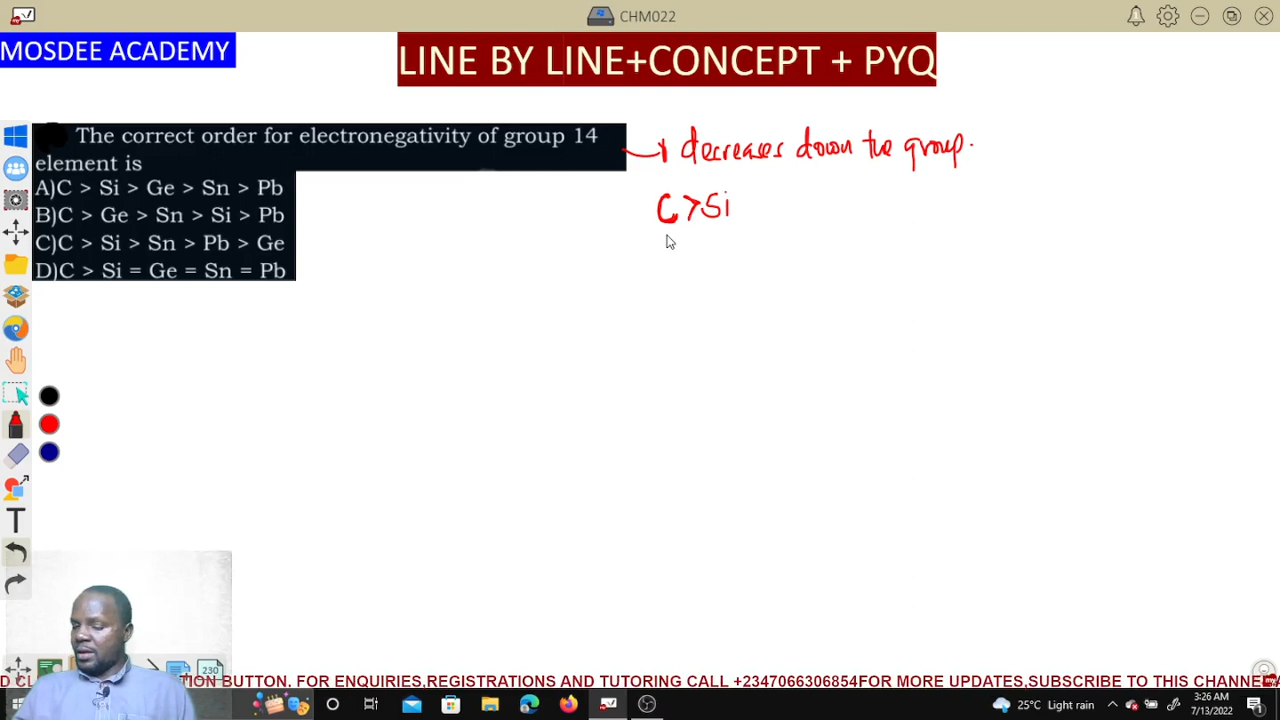 CHM022
MOSDEE ACADEMY
LINE BY LINE+CONCEPT + PYQ
The correct order for electronegativity of group 14
element is
A)C > Si > Ge > Sn > Pb
B)C > Ge > Sn > Si > Pb
C)C > Si > Sn > Pb > Ge
D)C > Si = Ge = Sn = Pb
decreases down the group.
C > Si
T
230
D CL TION BUTTON. FOR ENQUIRIES,REGISTRATIONS AND TUTORING CALL +2347066306854FOR MORE UPDATES,SUBSCRIBE TO THIS CHANNEL
25°C Light rain
3:26 AM
7/13/2022